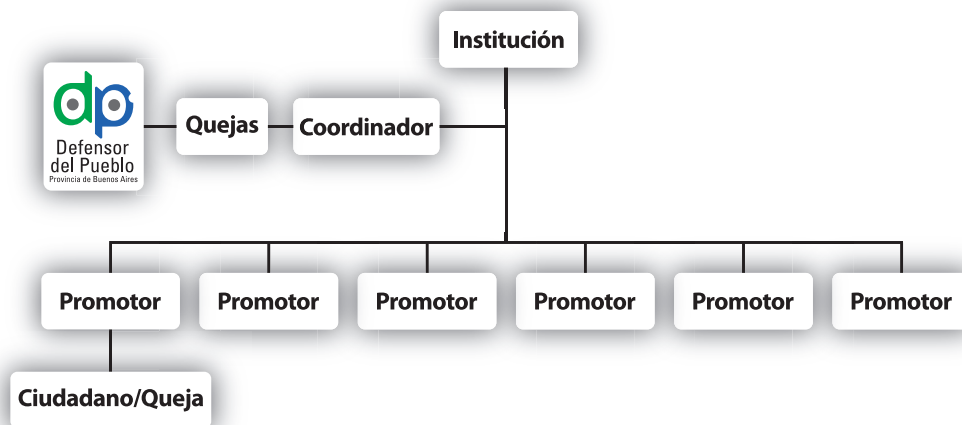 Institución
dp
Defensor
del Pueblo
Provincia de Buenos Aires
Quejas
Coordinador
Promotor
Promotor
Promotor
Promotor
Promotor
Promotor
Ciudadano/Queja